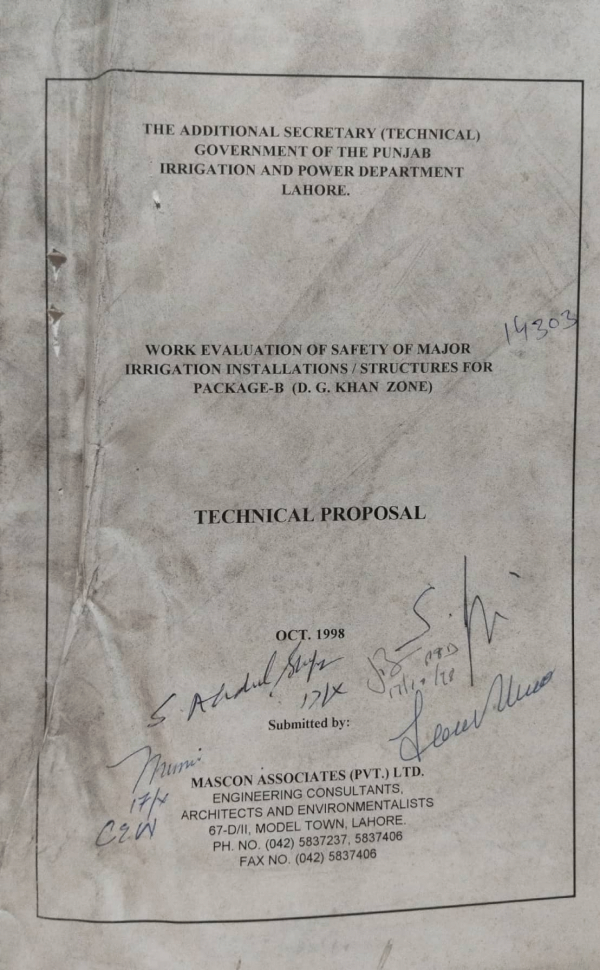 THE ADDITIONAL SECRETARY (TECHNICAL)
GOVERNMENT OF THE PUNJAB
IRRIGATION AND POWER DEPARTMENT
LAHORE.
14303
WORK EVALUATION OF SAFETY OF MAJOR
IRRIGATION INSTALLATIONS / STRUCTURES FOR
PACKAGE-B (D. G. KHAN ZONE)
TECHNICAL PROPOSAL
OCT. 1998
S. Abdul
17/X
Submitted by:
17/X
CEW
MASCON ASSOCIATES (PVT.) LTD.
ENGINEERING CONSULTANTS,
ARCHITECTS AND ENVIRONMENTALISTS
67-D/II, MODEL TOWN, LAHORE.
PH. NO. (042) 5837237, 5837406
FAX NO. (042) 5837406